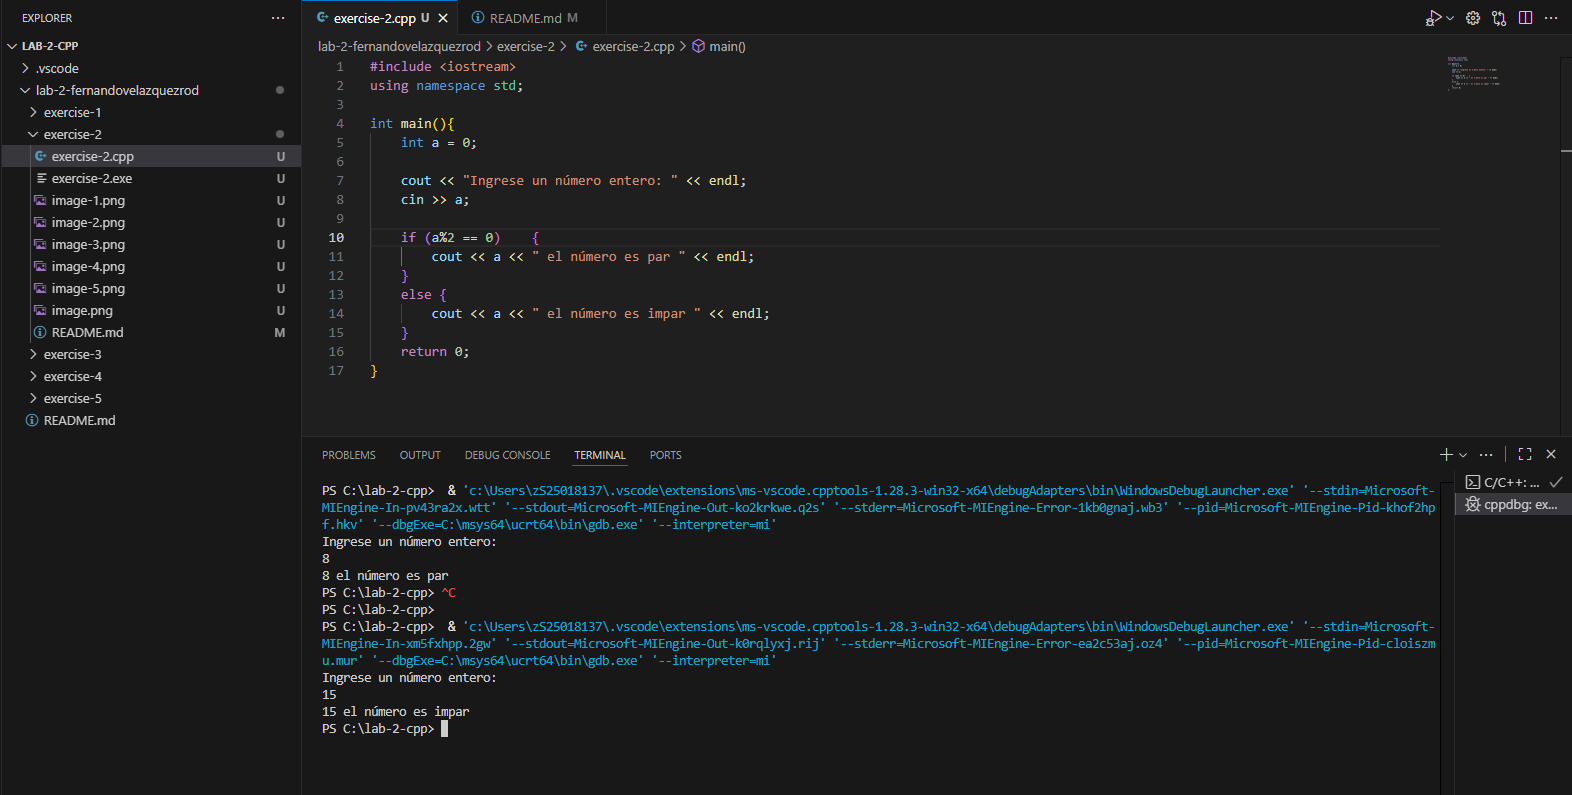 EXPLORER
LAB-2-CPP
.vscode
lab-2-fernandovelazquezrod
exercise-1
exercise-2
exercise-2.cpp U
exercise-2.exe U
image-1.png U
image-2.png U
image-3.png U
image-4.png U
image-5.png U
image.png U
README.md M
exercise-3
exercise-4
exercise-5
README.md
exercise-2.cpp U README.md M
lab-2-fernandovelazquezrod > exercise-2 > exercise-2.cpp > main()
1 #include <iostream>
2 using namespace std;
3
4 int main(){
5 int a = 0;
6
7 cout << "Ingrese un número entero: " << endl;
8 cin >> a;
9
10 if (a%2 == 0)    {
11 cout << a << " el número es par " << endl;
12 }
13 else {
14 cout << a << " el número es impar " << endl;
15 }
16 return 0;
17 }
PROBLEMS OUTPUT DEBUG CONSOLE TERMINAL PORTS
PS C:\lab-2-cpp>  & 'c:\Users\zS25018137\.vscode\extensions\ms-vscode.cpptools-1.28.3-win32-x64\debugAdapters\bin\WindowsDebugLauncher.exe' '--stdin=Microsoft-
MIEngine-In-pv43ra2x.wtt' '--stdout=Microsoft-MIEngine-Out-ko2krkwe.q2s' '--stderr=Microsoft-MIEngine-Error-1kb0gnaj.wb3' '--pid=Microsoft-MIEngine-Pid-khof2hp
f.hkv' '--dbgExe=C:\msys64\ucrt64\bin\gdb.exe' '--interpreter=mi'
Ingrese un número entero:
8
8 el número es par
PS C:\lab-2-cpp> ^C
PS C:\lab-2-cpp>
PS C:\lab-2-cpp>  & 'c:\Users\zS25018137\.vscode\extensions\ms-vscode.cpptools-1.28.3-win32-x64\debugAdapters\bin\WindowsDebugLauncher.exe' '--stdin=Microsoft-
MIEngine-In-xm5fxhpp.2gw' '--stdout=Microsoft-MIEngine-Out-k0rqlyxj.rij' '--stderr=Microsoft-MIEngine-Error-ea2c53aj.oz4' '--pid=Microsoft-MIEngine-Pid-cloiszm
u.mur' '--dbgExe=C:\msys64\ucrt64\bin\gdb.exe' '--interpreter=mi'
Ingrese un número entero:
15
15 el número es impar
PS C:\lab-2-cpp>
C/C++: ...
cppdbg: ex...